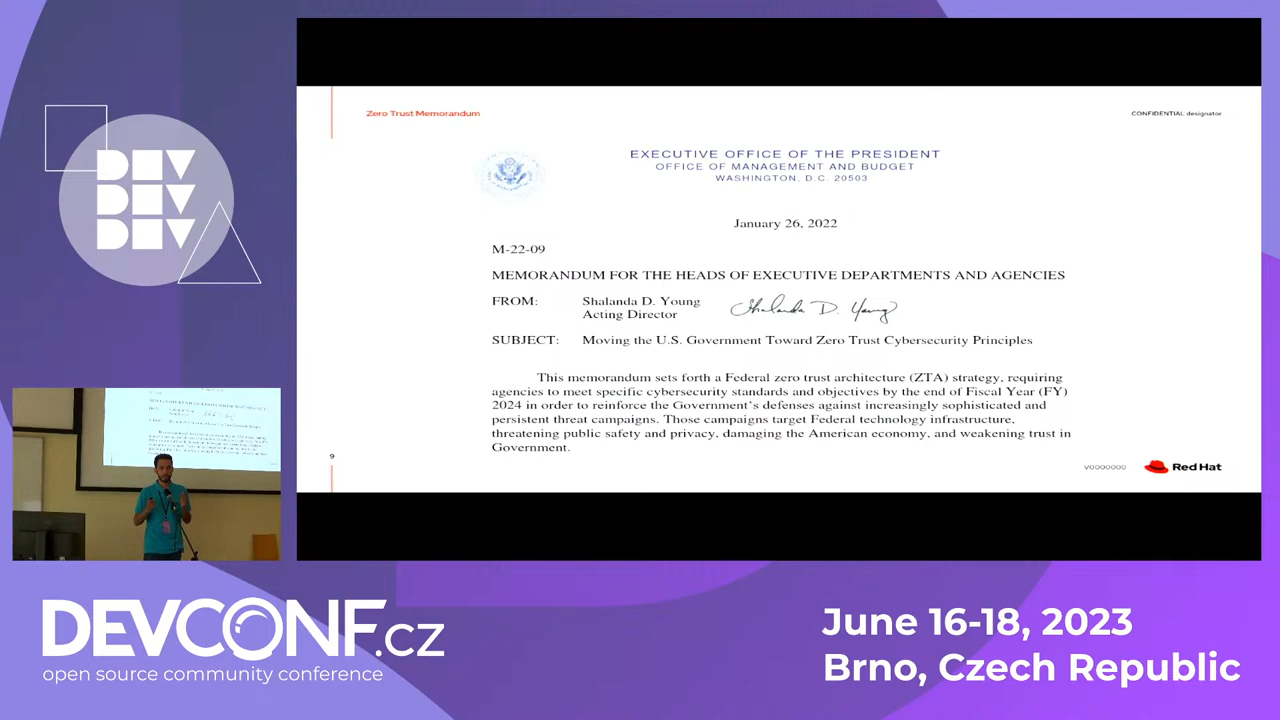 DEV
DEV
DEV
Zero Trust Memorandum
CONFIDENTIAL designator
EXECUTIVE OFFICE OF THE PRESIDENT
OFFICE OF MANAGEMENT AND BUDGET
WASHINGTON, D.C. 20503
January 26, 2022
M-22-09
MEMORANDUM FOR THE HEADS OF EXECUTIVE DEPARTMENTS AND AGENCIES
FROM: Shalanda D. Young Shalanda D. Young
Acting Director
SUBJECT: Moving the U.S. Government Toward Zero Trust Cybersecurity Principles
This memorandum sets forth a Federal zero trust architecture (ZTA) strategy, requiring
agencies to meet specific cybersecurity standards and objectives by the end of Fiscal Year (FY)
2024 in order to reinforce the Government's defenses against increasingly sophisticated and
persistent threat campaigns. Those campaigns target Federal technology infrastructure,
threatening public safety and privacy, damaging the American economy, and weakening trust in
Government.
9
V0000000
Red Hat
DEVCONF.cz
open source community conference
June 16-18, 2023
Brno, Czech Republic